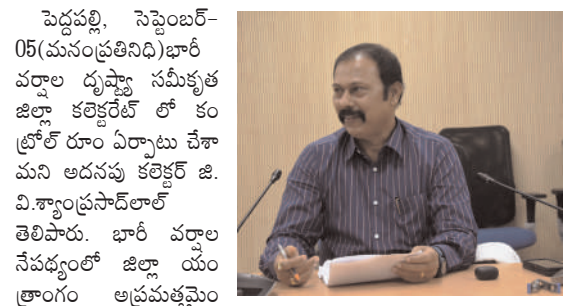 పెద్దపల్లి, సెప్టెంబర్-
05(మనంప్రతినిధి)భారీ
వర్షాల దృష్ట్యా సమీకృత
జిల్లా కలెక్టరేట్ లో కం
ట్రోల్ రూం ఏర్పాటు చేశా
మని అదనపు కలెక్టర్ జి.
వి.శ్యాంప్రసాద్‌లాల్
తెలిపారు. భారీ వర్షాల
నేపథ్యంలో జిల్లా యం
త్రాంగం అప్రమత్తమైం